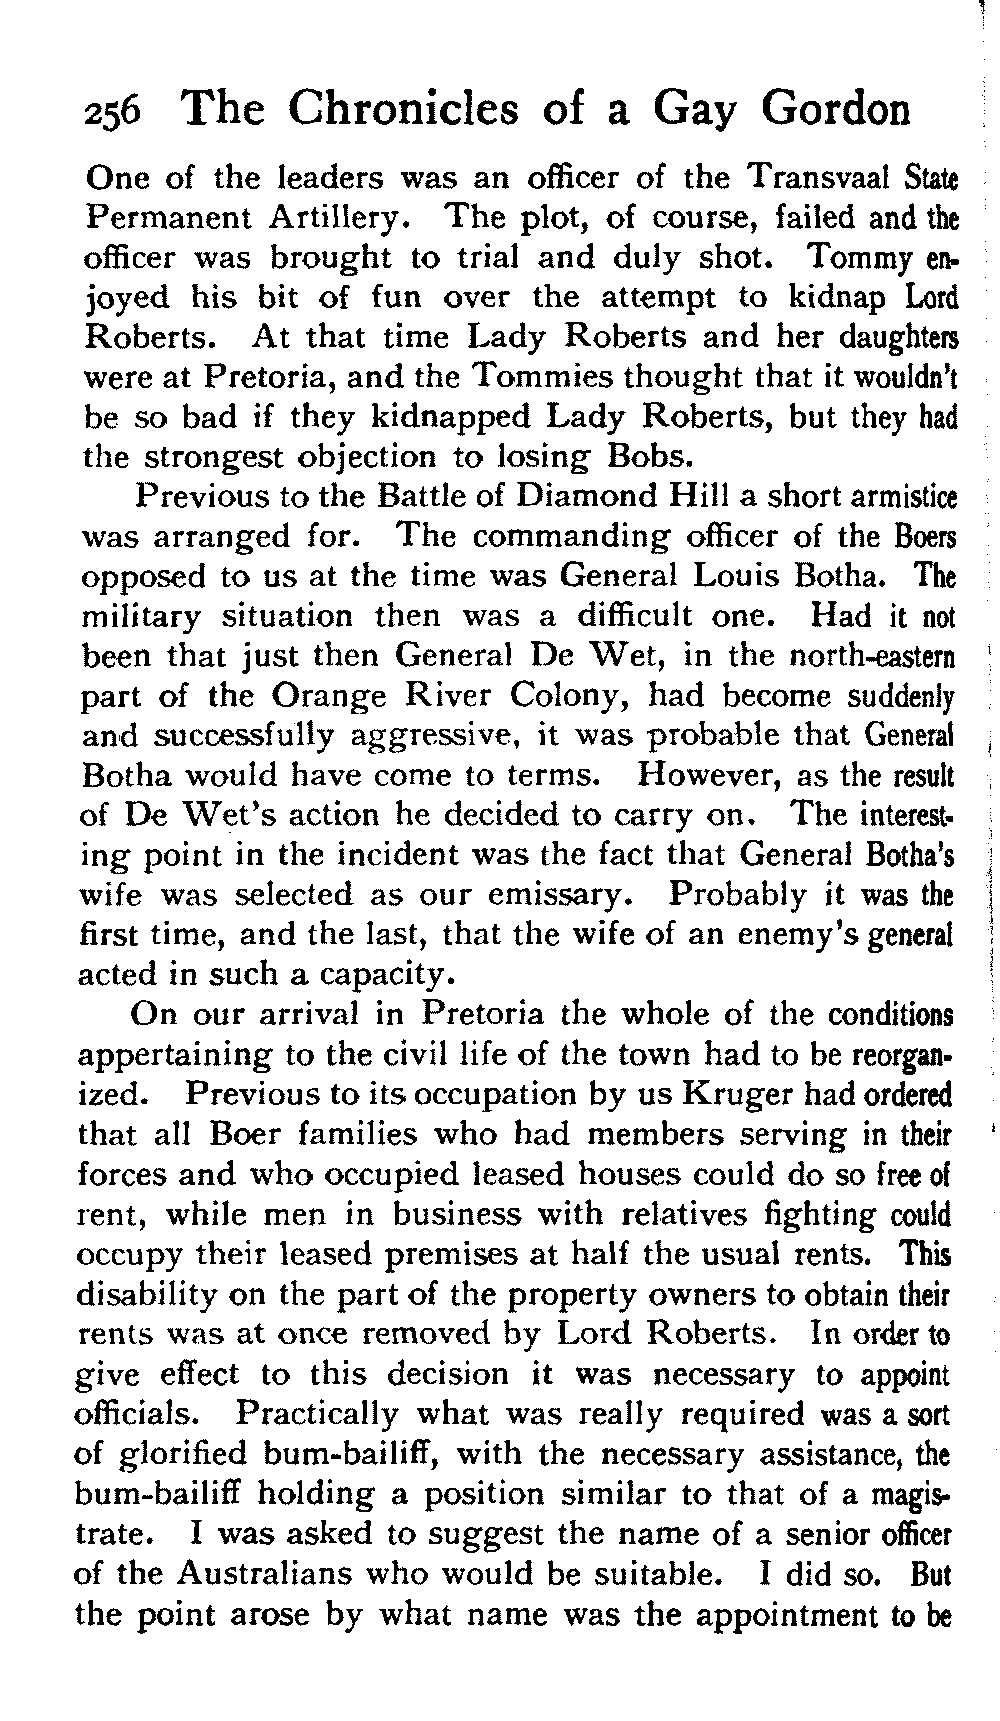 256 The Chronicles of a Gay Gordon
One of the leaders was an officer of the Transvaal State
Permanent Artillery. The plot, of course, failed and the
officer was brought to trial and duly shot. Tommy en-
joyed his bit of fun over the attempt to kidnap Lord
Roberts. At that time Lady Roberts and her daughters
were at Pretoria, and the Tommies thought that it wouldn't
be so bad if they kidnapped Lady Roberts, but they had
the strongest objection to losing Bobs.
Previous to the Battle of Diamond Hill a short armistice
was arranged for. The commanding officer of the Boers
opposed to us at the time was General Louis Botha. The
military situation then was a difficult one. Had it not
been that just then General De Wet, in the north-eastern
part of the Orange River Colony, had become suddenly
and successfully aggressive, it was probable that General
Botha would have come to terms. However, as the result
of De Wet's action he decided to carry on. The interest-
ing point in the incident was the fact that General Botha's
wife was selected as our emissary. Probably it was the
first time, and the last, that the wife of an enemy's general
acted in such a capacity.
On our arrival in Pretoria the whole of the conditions
appertaining to the civil life of the town had to be reorgan-
ized. Previous to its occupation by us Kruger had ordered
that all Boer families who had members serving in their
forces and who occupied leased houses could do so free of
rent, while men in business with relatives fighting could
occupy their leased premises at half the usual rents. This
disability on the part of the property owners to obtain their
rents was at once removed by Lord Roberts. In order to
give effect to this decision it was necessary to appoint
officials. Practically what was really required was a sort
of glorified bum-bailiff, with the necessary assistance, the
bum-bailiff holding a position similar to that of a magis-
trate. I was asked to suggest the name of a senior officer
of the Australians who would be suitable. I did so. But
the point arose by what name was the appointment to be